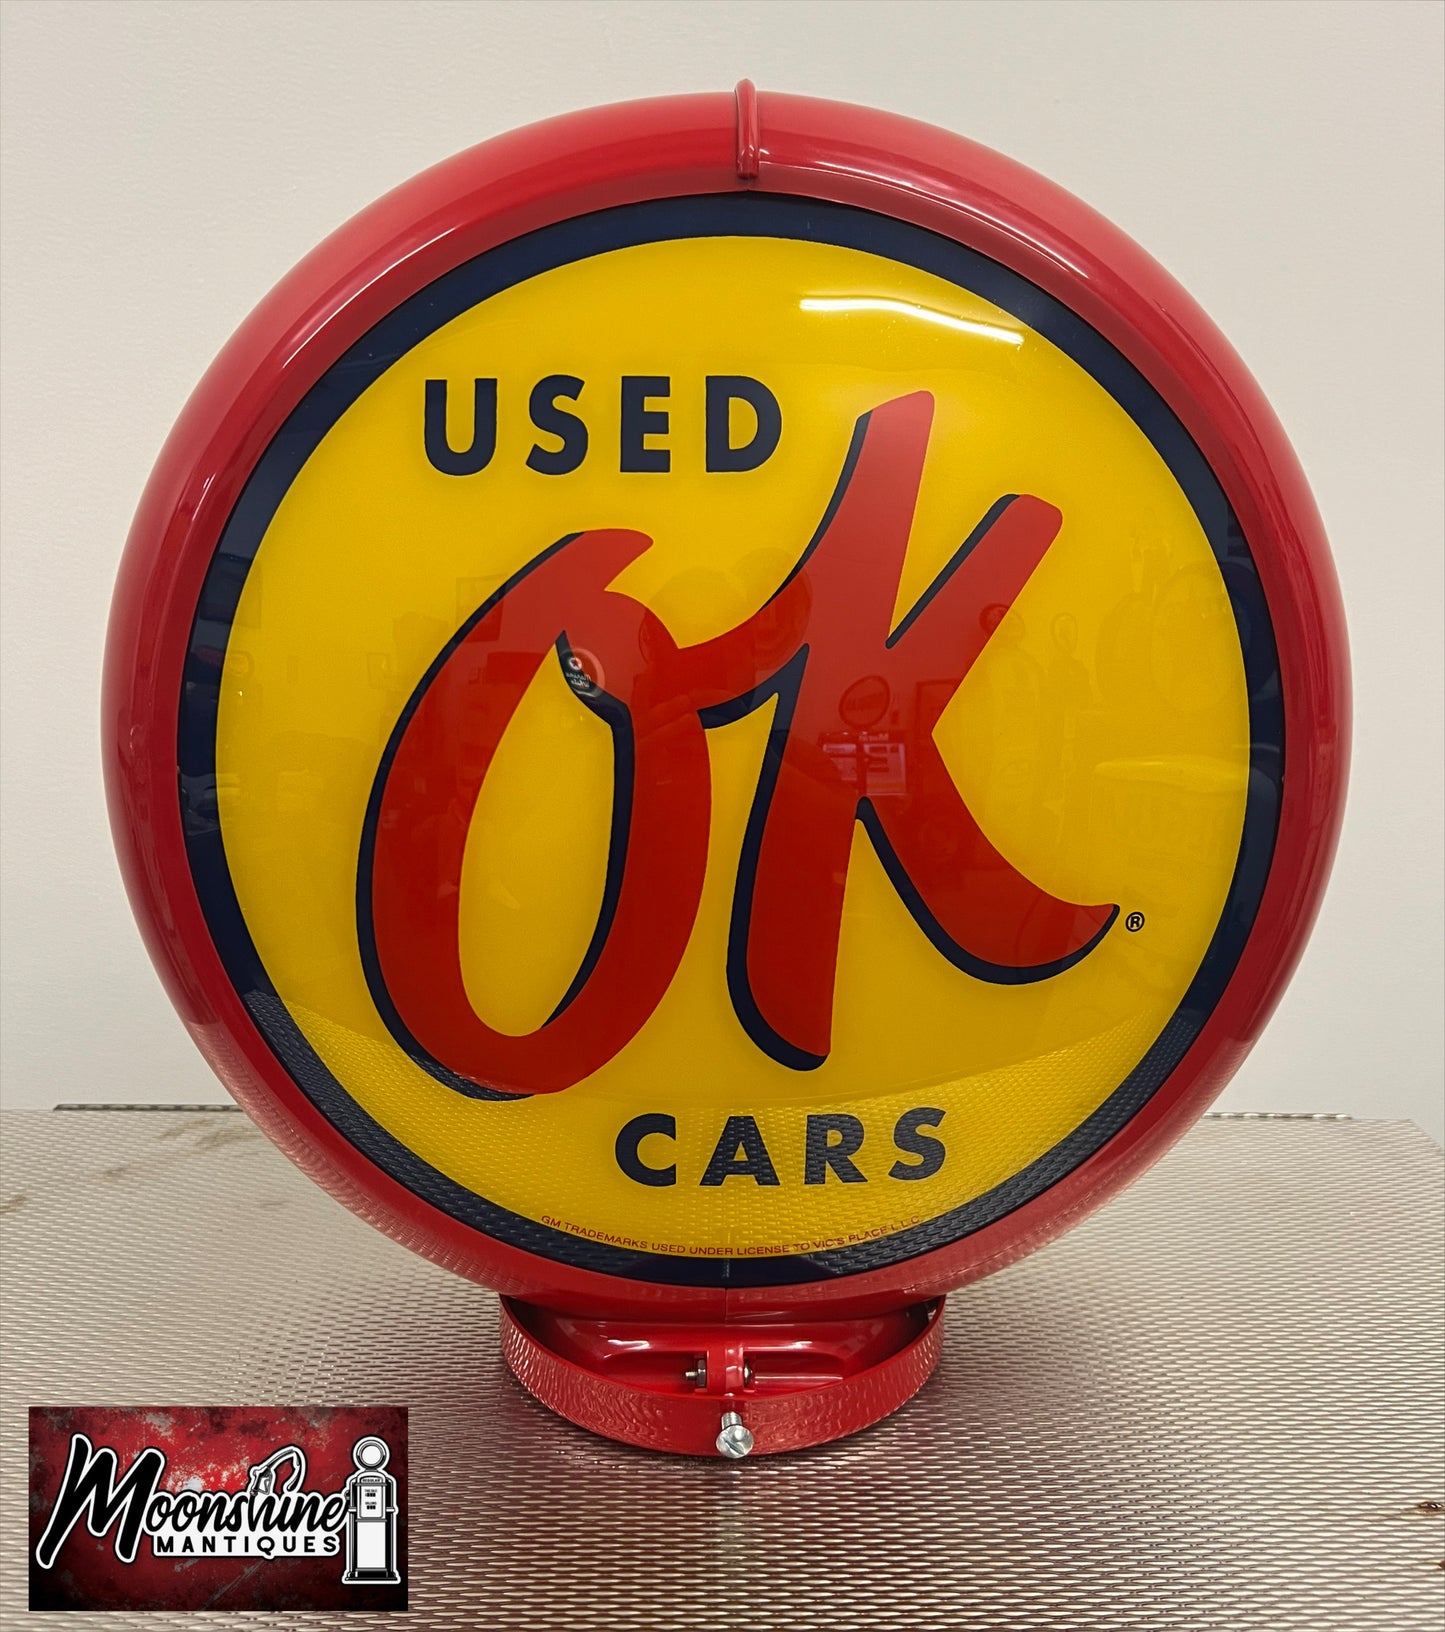 USED
OK®
CARS
GM TRADEMARKS USED UNDER LICENSE TO VIC'S PLACE L.L.C.
Moonshine
MANTIQUES